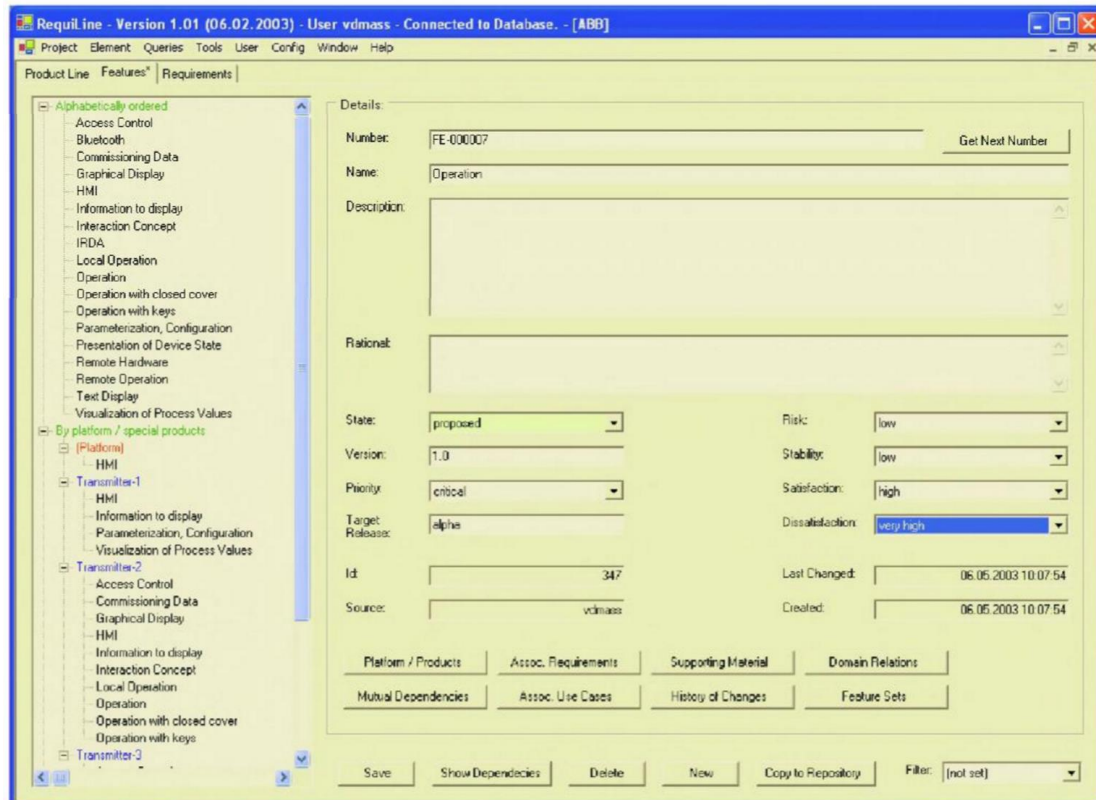 RequiLine - Version 1.01 (06.02.2003) - User vdmass - Connected to Database. - [ABB]
Project Element Queries Tools User Config Window Help
Product Line Features* Requirements
Alphabetically ordered
Access Control
Bluetooth
Commissioning Data
Graphical Display
HMI
Information to display
Interaction Concept
IRDA
Local Operation
Operation
Operation with closed cover
Operation with keys
Parameterization, Configuration
Presentation of Device State
Remote Hardware
Remote Operation
Text Display
Visualization of Process Values
By platform / special products
(Platform)
HMI
Transmitter-1
HMI
Information to display
Parameterization, Configuration
Visualization of Process Values
Transmitter-2
Access Control
Commissioning Data
Graphical Display
HMI
Information to display
Interaction Concept
Local Operation
Operation
Operation with closed cover
Operation with keys
Transmitter-3
Details:
Number: FE-000007 Get Next Number
Name: Operation
Description:
Rational:
State: proposed Risk: low
Version: 1.0 Stability: low
Priority: critical Satisfaction: high
Target Release: alpha Dissatisfaction: very high
Id: 347 Last Changed: 06.05.2003 10:07:54
Source: vdmass Created: 06.05.2003 10:07:54
Platform / Products Assoc. Requirements Supporting Material Domain Relations
Mutual Dependencies Assoc. Use Cases History of Changes Feature Sets
Save Show Dependecies Delete New Copy to Repository Filter: (not set)